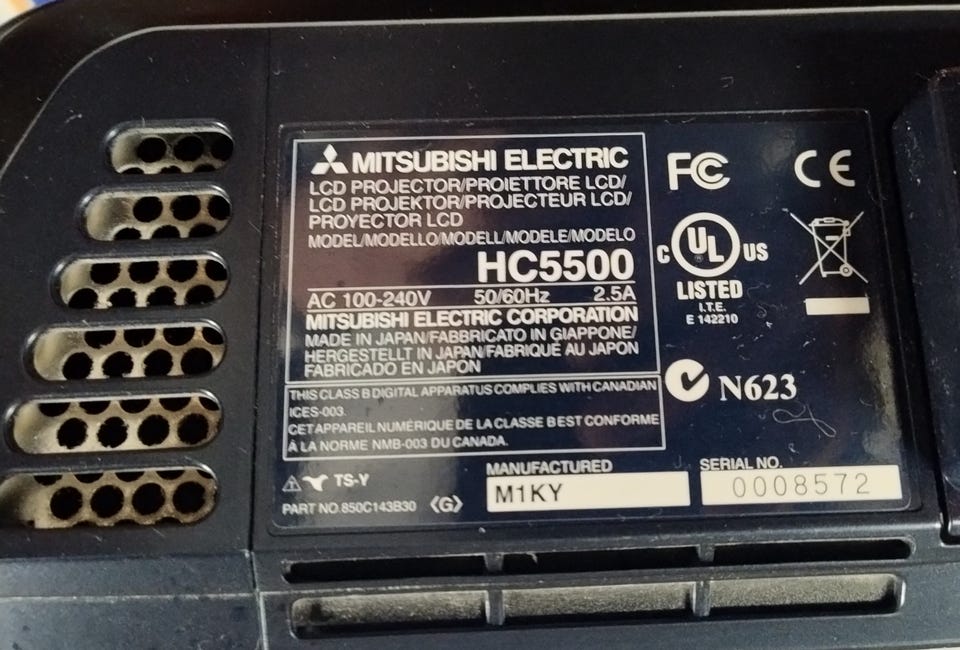 MITSUBISHI ELECTRIC
LCD PROJECTOR/PROIETTORE LCD/
LCD PROJEKTOR/PROJECTEUR LCD/
PROYECTOR LCD
MODEL/MODELLO/MODELL/MODELE/MODELO
HC5500
AC 100-240V 50/60Hz 2.5A
MITSUBISHI ELECTRIC CORPORATION
MADE IN JAPAN/FABBRICATO IN GIAPPONE/
HERGESTELLT IN JAPAN/FABRIQUÉ AU JAPON
FABRICADO EN JAPON
THIS CLASS B DIGITAL APPARATUS COMPLIES WITH CANADIAN
ICES-003.
CET APPAREIL NUMÉRIQUE DE LA CLASSE B EST CONFORME
À LA NORME NMB-003 DU CANADA.
TS-Y
PART NO.850C143B30 <G>
MANUFACTURED
M1KY
SERIAL NO.
0008572
FC CE
C UL ® US
LISTED
I.T.E.
E 142210
N623